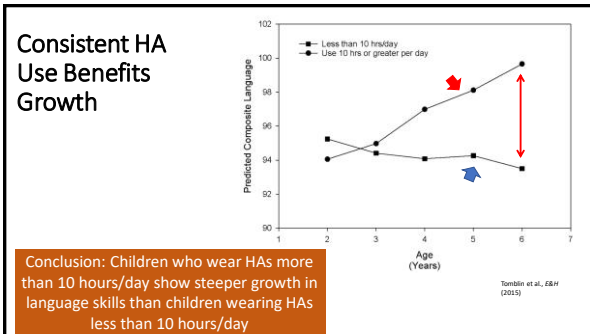 Consistent HA
Use Benefits
Growth
102
100
98
96
94
92
90
Predicted Composite Language
Less than 10 hrs/day
Use 10 hrs or greater per day
1 2 3 4 5 6 7
Age
(Years)
Conclusion: Children who wear HAs more
than 10 hours/day show steeper growth in
language skills than children wearing HAs
less than 10 hours/day
Tomblin et al., E&H
(2015)